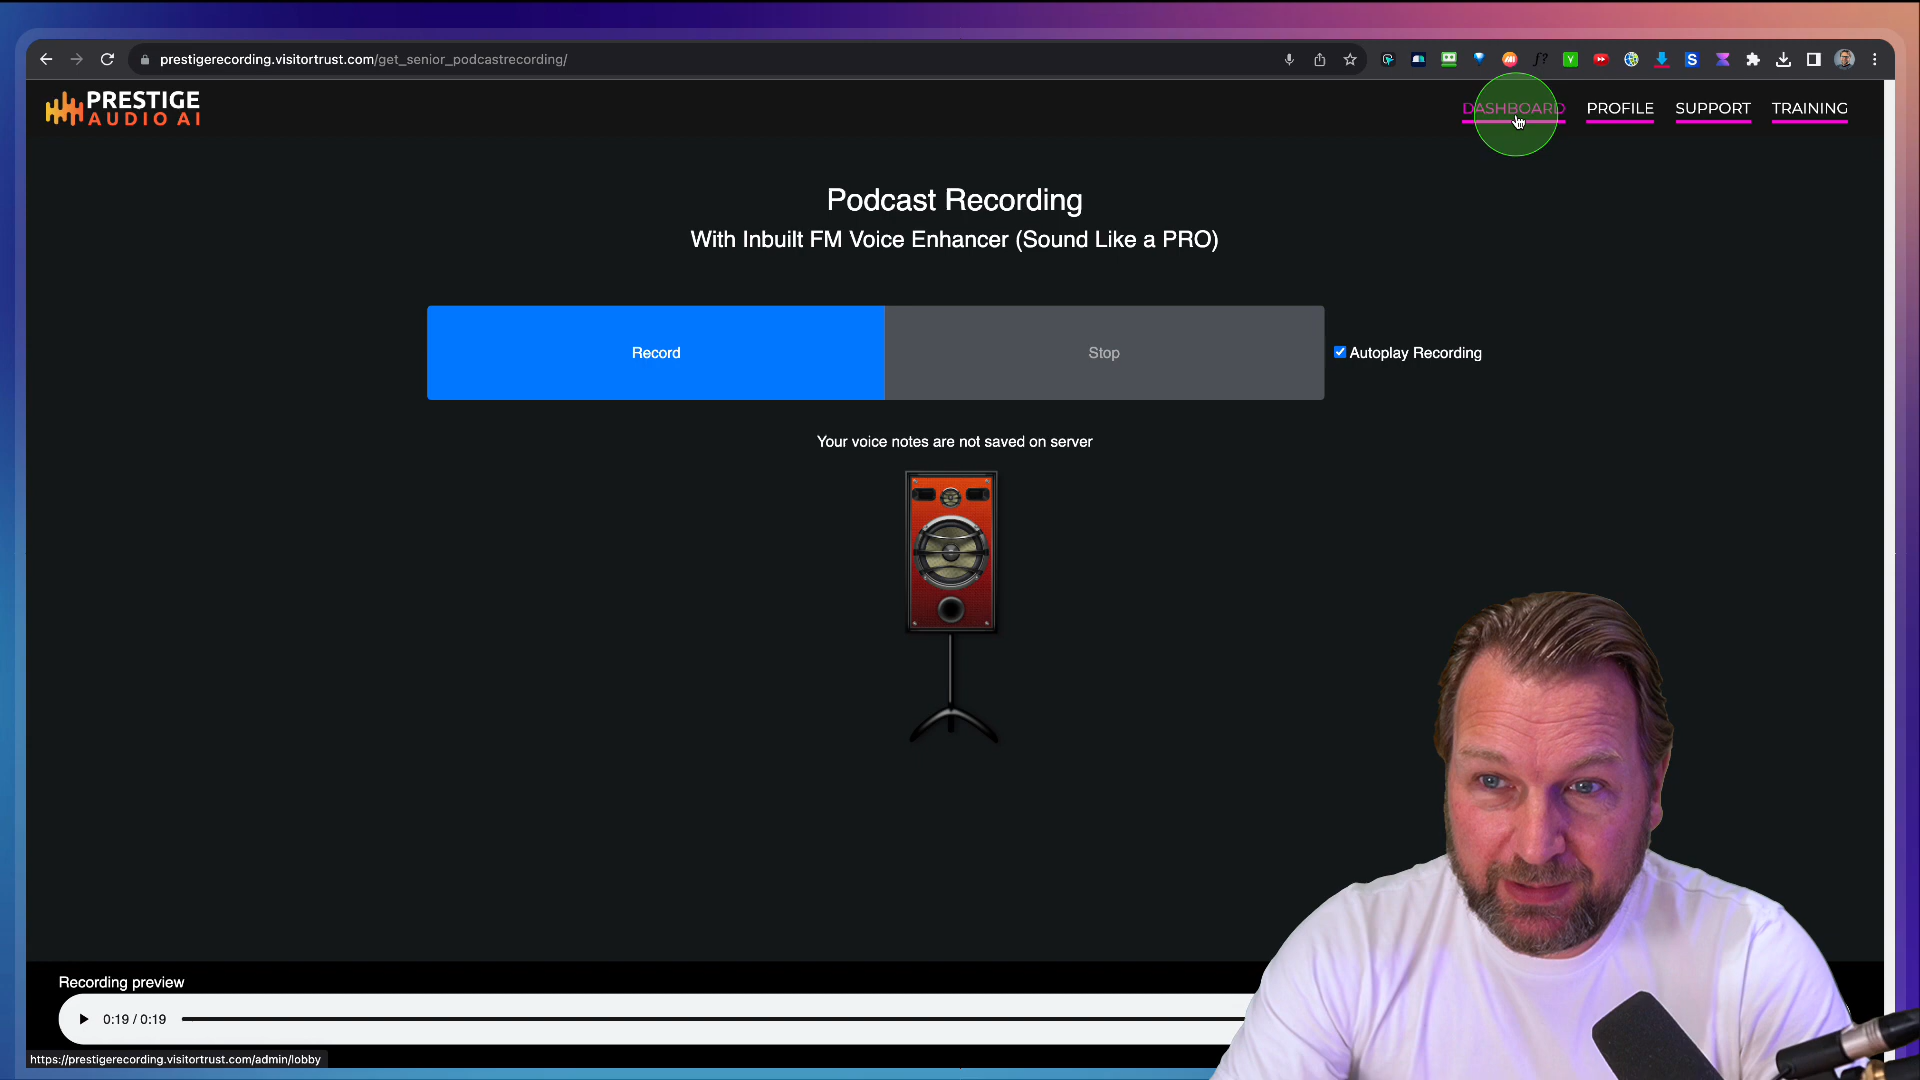 prestigerecording.visitortrust.com/get_senior_podcastrecording/
PRESTIGE
AUDIO AI
DASHBOARD
PROFILE
SUPPORT
TRAINING
Podcast Recording
With Inbuilt FM Voice Enhancer (Sound Like a PRO)
Record
Stop
Autoplay Recording
Your voice notes are not saved on server
Recording preview
0:19 / 0:19
https://prestigerecording.visitortrust.com/admin/lobby